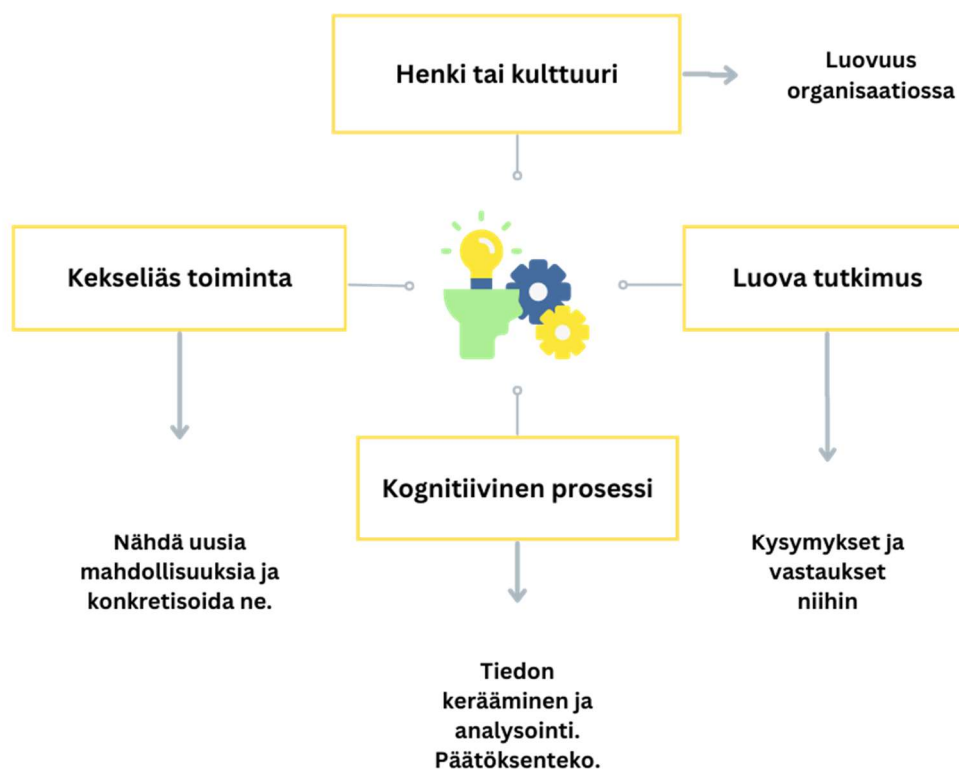 Henki tai kulttuuri
Luovuus
organisaatiossa
Kekseliäs toiminta
Luova tutkimus
Kognitiivinen prosessi
Nähdä uusia
mahdollisuuksia ja
konkretisoida ne.
Kysymykset ja
vastaukset
niihin
Tiedon
kerääminen ja
analysointi.
Päätöksenteko.